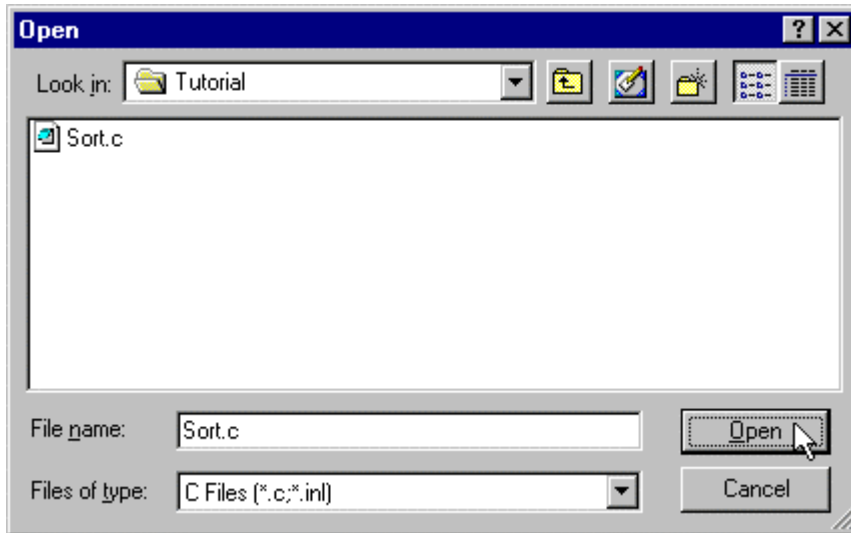 Open
Look in: Tutorial
Sort.c
File name: Sort.c Open
Files of type: C Files (*.c;*.inl) Cancel